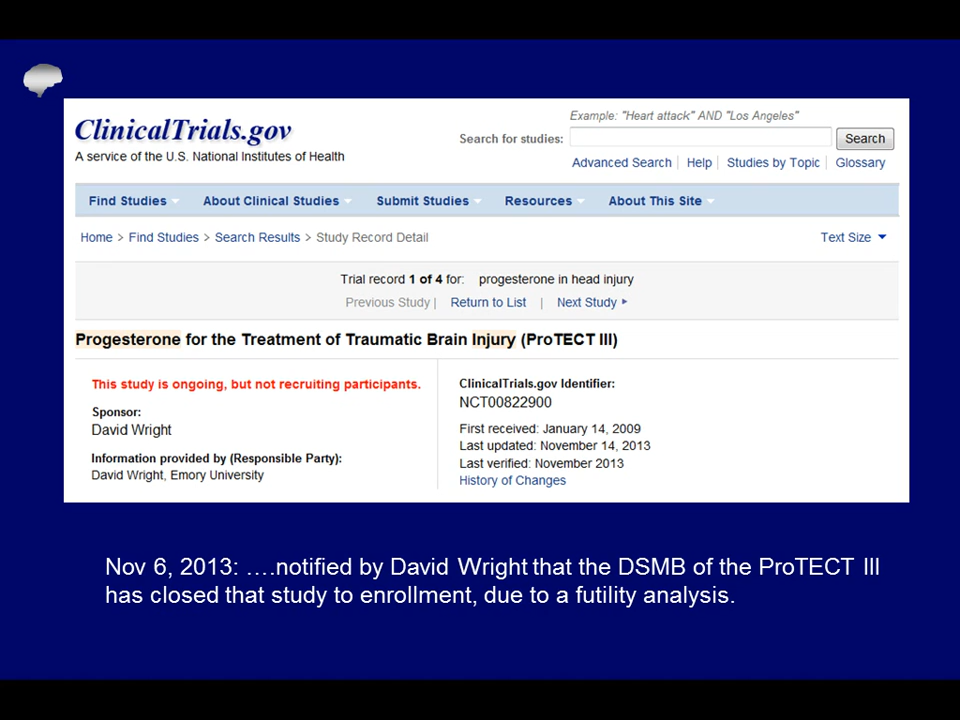 ClinicalTrials.gov
A service of the U.S. National Institutes of Health
Example: "Heart attack" AND "Los Angeles"
Search for studies:
Search
Advanced Search | Help | Studies by Topic | Glossary
Find Studies About Clinical Studies Submit Studies Resources About This Site
Home > Find Studies > Search Results > Study Record Detail
Text Size
Trial record 1 of 4 for: progesterone in head injury
Previous Study | Return to List | Next Study
Progesterone for the Treatment of Traumatic Brain Injury (ProTECT III)
This study is ongoing, but not recruiting participants.
Sponsor:
David Wright
Information provided by (Responsible Party):
David Wright, Emory University
ClinicalTrials.gov Identifier:
NCT00822900
First received: January 14, 2009
Last updated: November 14, 2013
Last verified: November 2013
History of Changes
Nov 6, 2013: ….notified by David Wright that the DSMB of the ProTECT III
has closed that study to enrollment, due to a futility analysis.